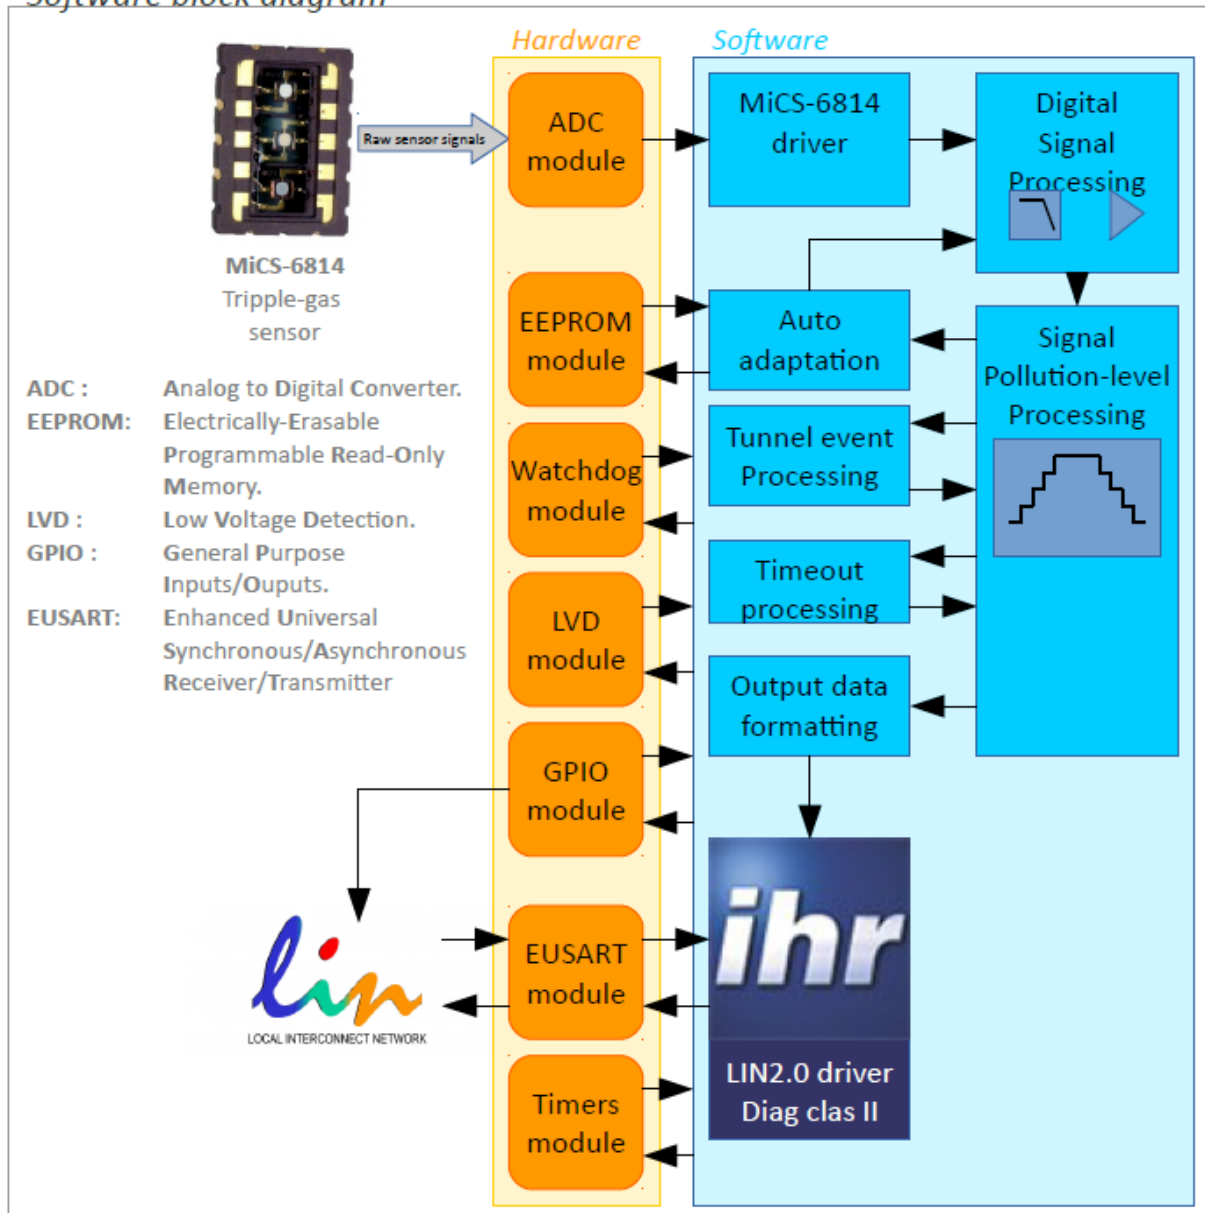 Software block diagram
Hardware
Software
Raw sensor signals
ADC
module
MiCS-6814
driver
Digital
Signal
Processing
MiCS-6814
Tripple-gas
sensor
EEPROM
module
Auto
adaptation
Signal
Pollution-level
Processing
ADC : Analog to Digital Converter.
EEPROM: Electrically-Erasable
Programmable Read-Only
Memory.
LVD : Low Voltage Detection.
GPIO : General Purpose
Inputs/Ouputs.
EUSART: Enhanced Universal
Synchronous/Asynchronous
Receiver/Transmitter
Watchdog
module
Tunnel event
Processing
LVD
module
Timeout
processing
Output data
formatting
GPIO
module
lin
LOCAL INTERCONNECT NETWORK
EUSART
module
ihr
LIN2.0 driver
Diag clas II
Timers
module